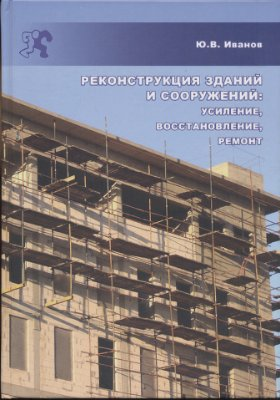 Ю.В. Иванов
РЕКОНСТРУКЦИЯ ЗДАНИЙ
И СООРУЖЕНИЙ:
УСИЛЕНИЕ,
ВОССТАНОВЛЕНИЕ,
РЕМОНТ